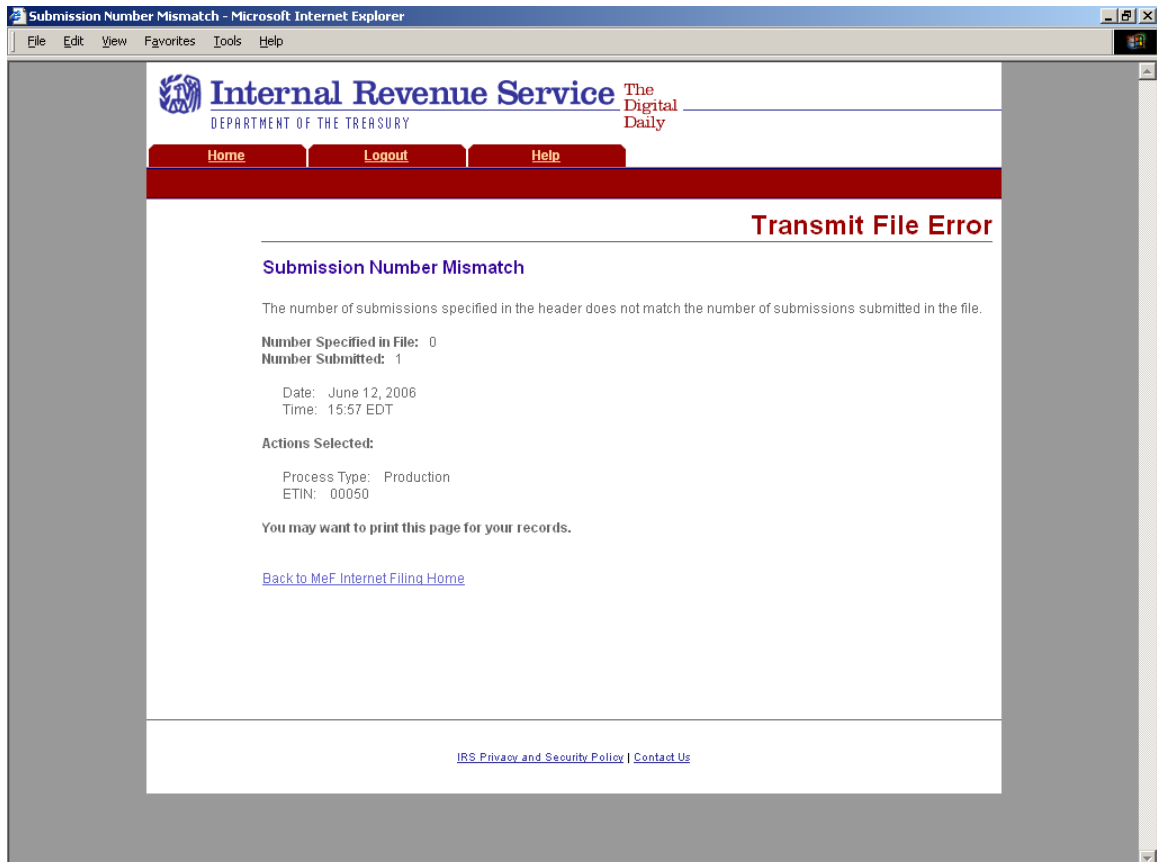 Submission Number Mismatch - Microsoft Internet Explorer
File Edit View Favorites Tools Help
Internal Revenue Service The Digital Daily
DEPARTMENT OF THE TREASURY
Home Logout Help
Transmit File Error
Submission Number Mismatch
The number of submissions specified in the header does not match the number of submissions submitted in the file.
Number Specified in File: 0
Number Submitted: 1
Date: June 12, 2006
Time: 15:57 EDT
Actions Selected:
Process Type: Production
ETIN: 00050
You may want to print this page for your records.
Back to MeF Internet Filing Home
IRS Privacy and Security Policy | Contact Us